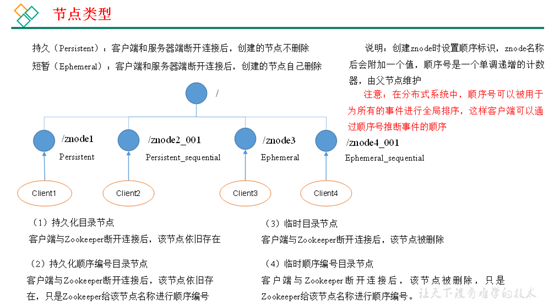 节点类型
持久（Persistent）：客户端和服务器端断开连接后，创建的节点不删除
短暂（Ephemeral）：客户端和服务器端断开连接后，创建的节点自己删除
说明：创建znode时设置顺序标识，znode名称
后会附加一个值，顺序号是一个单调递增的计数
器，由父节点维护
注意：在分布式系统中，顺序号可以被用于
为所有的事件进行全局排序，这样客户端可以通
过顺序号推断事件的顺序
/
/znode1
Persistent
/znode2_001
Persistent_sequential
/znode3
Ephemeral
/znode4_001
Ephemeral_sequential
Client1
Client2
Client3
Client4
（1）持久化目录节点
客户端与Zookeeper断开连接后，该节点依旧存在
（2）持久化顺序编号目录节点
客户端与Zookeeper断开连接后，该节点依旧存
在，只是Zookeeper给该节点名称进行顺序编号
（3）临时目录节点
客户端与Zookeeper断开连接后，该节点被删除
（4）临时顺序编号目录节点
客户端与Zookeeper断开连接后，该节点被删除，只是
Zookeeper给该节点名称进行顺序编号。
让天下没有难学的技术